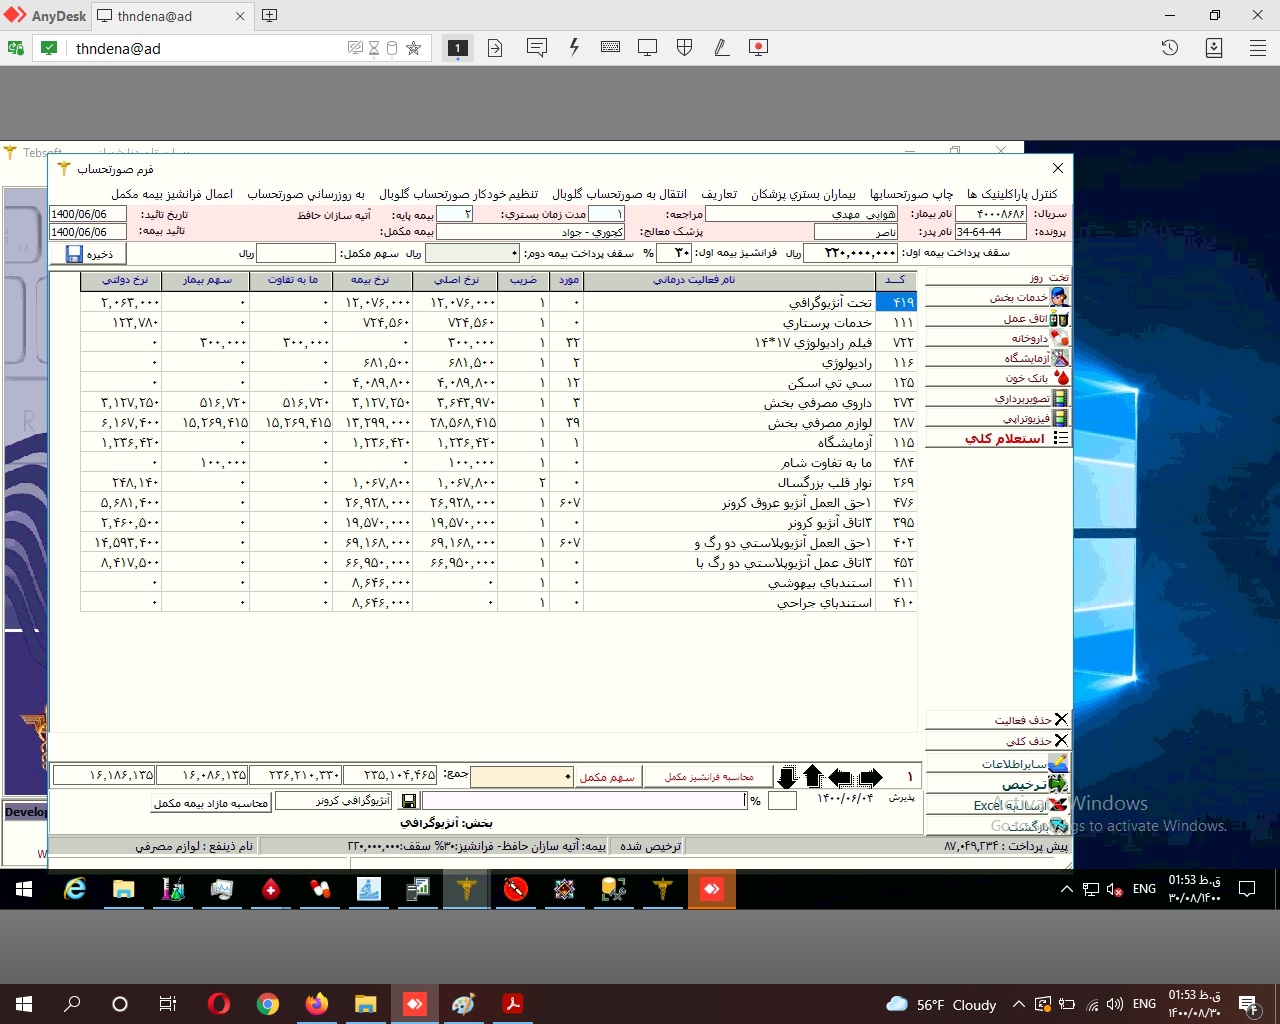 AnyDesk thndena@ad
thndena@ad 1
Tebsoft
فرم صورتحساب
کنترل پاراکلینیک ها چاپ صورتحسابها بیماران بستري پزشکان تعاریف انتقال به صورتحساب گلوبال تنظیم خودکار صورتحساب گلوبال به روزرساني صورتحساب اعمال فرانشیز بیمه مکمل
سریال: ۴۰۰۰۸۶۸۶ نام بیمار: هوایی مهدي مراجعه: ۱ مدت زمان بستري: ۲ بیمه پایه: آتیه سازان حافظ تاریخ تائید: 1400/06/06
پرونده: 34-64-44 نام پدر: ناصر پزشک معالج: کجوري - جواد بیمه مکمل: تائید بیمه: 1400/06/06
سقف پرداخت بیمه اول: ۲۲۰,۰۰۰,۰۰۰ ریال فرانشیز بیمه اول: ۳۰ % سقف پرداخت بیمه دوم: ۰ ریال سهم مکمل: ریال ذخیره
کــد نام فعالیت درماني مورد ضریب نرخ اصلي نرخ بیمه ما به تفاوت سهم بیمار نرخ دولتي
۴۱۹ تخت آنژیوگرافي ۰ ۱ ۱۲,۰۷۶,۰۰۰ ۱۲,۰۷۶,۰۰۰ ۰ ۰ ۲,۰۶۳,۰۰۰
۱۱۱ خدمات پرستاري ۰ ۱ ۷۲۴,۵۶۰ ۷۲۴,۵۶۰ ۰ ۰ ۱۲۳,۷۸۰
۷۲۲ فیلم رادیولوژي ۱۷*۱۴ ۳۲ ۱ ۳۰۰,۰۰۰ ۰ ۳۰۰,۰۰۰ ۳۰۰,۰۰۰ ۰
۱۱۶ رادیولوژي ۲ ۱ ۶۸۱,۵۰۰ ۶۸۱,۵۰۰ ۰ ۰ ۰
۱۲۵ سي تي اسکن ۱۲ ۱ ۴,۰۸۹,۸۰۰ ۴,۰۸۹,۸۰۰ ۰ ۰ ۰
۲۷۳ داروي مصرفي بخش ۳ ۱ ۳,۶۴۳,۹۷۰ ۳,۱۲۷,۲۵۰ ۵۱۶,۷۲۰ ۵۱۶,۷۲۰ ۳,۱۲۷,۲۵۰
۲۸۷ لوازم مصرفي بخش ۳۹ ۱ ۲۸,۵۶۸,۴۱۵ ۱۳,۲۹۹,۰۰۰ ۱۵,۲۶۹,۴۱۵ ۱۵,۲۶۹,۴۱۵ ۶,۱۶۷,۴۰۰
۱۱۵ آزمایشگاه ۱ ۱ ۱,۲۳۶,۴۲۰ ۱,۲۳۶,۴۲۰ ۰ ۰ ۱,۲۳۶,۴۲۰
۴۸۴ ما به تفاوت شام ۰ ۱ ۱۰۰,۰۰۰ ۰ ۰ ۱۰۰,۰۰۰ ۰
۲۶۹ نوار قلب بزرگسال ۰ ۲ ۱,۰۶۷,۸۰۰ ۱,۰۶۷,۸۰۰ ۰ ۰ ۲۴۸,۱۴۰
۴۷۶ ۱حق العمل آنژیو عروق کرونر ۶۰۷ ۱ ۲۶,۹۲۸,۰۰۰ ۲۶,۹۲۸,۰۰۰ ۰ ۰ ۵,۶۸۱,۴۰۰
۳۹۵ ۳اتاق آنژیو کرونر ۰ ۱ ۱۹,۵۷۰,۰۰۰ ۱۹,۵۷۰,۰۰۰ ۰ ۰ ۲,۴۶۰,۵۰۰
۴۰۲ ۱حق العمل آنژیوپلاستي دو رگ و ۶۰۷ ۱ ۶۹,۱۶۸,۰۰۰ ۶۹,۱۶۸,۰۰۰ ۰ ۰ ۱۴,۵۹۳,۴۰۰
۴۵۲ ۳اتاق عمل آنژیوپلاستي دو رگ با ۰ ۱ ۶۶,۹۵۰,۰۰۰ ۶۶,۹۵۰,۰۰۰ ۰ ۰ ۸,۴۱۷,۵۰۰
۴۱۱ استندباي بیهوشي ۰ ۱ ۰ ۸,۶۴۶,۰۰۰ ۰ ۰ ۰
۴۱۰ استندباي جراحي ۰ ۱ ۰ ۸,۶۴۶,۰۰۰ ۰ ۰ ۰
تخت روز
خدمات بخش
اتاق عمل
داروخانه
آزمایشگاه
بانک خون
تصویربرداري
فیزیوتراپي
استعلام کلي
حذف فعالیت
حذف کلي
سایراطلاعات
ترخیص
ارسال به Excel
بازگشت
۱ محاسبه فرانشیز مکمل سهم مکمل ۰ جمع: ۲۳۵,۱۰۴,۴۶۵ ۲۳۶,۲۱۰,۳۳۰ ۱۶,۰۸۶,۱۳۵ ۱۶,۱۸۶,۱۳۵
پذیرش ۱۴۰۰/۰۶/۰۴ % آنژیوگرافي کرونر محاسبه مازاد بیمه مکمل
بخش: آنژیوگرافي
پیش پرداخت : ۸۷,۰۴۹,۲۳۴ ترخیص شده بیمه: آتیه سازان حافظ- فرانشیز:۳۰% سقف:۲۲۰,۰۰۰,۰۰۰ نام ذینفع : لوازم مصرفي
Develop
W
Activate Windows
Go to Settings to activate Windows.
ENG 01:53 ق.ظ
۳۰/۰۸/۱۴۰۰
56°F Cloudy ENG 01:53 ق.ظ
۱۴۰۰/۰۸/۳۰